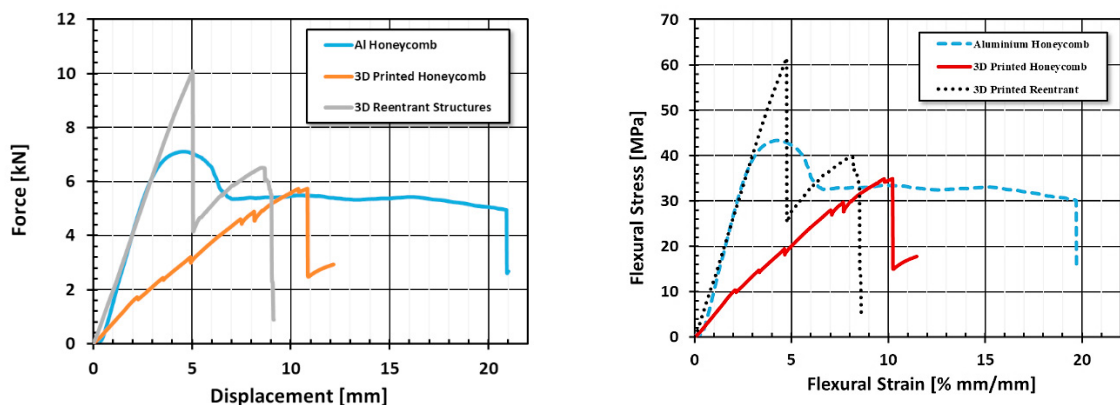 12
10
8
6
4
2
0
Force [kN]
Al Honeycomb
3D Printed Honeycomb
3D Reentrant Structures
0 5 10 15 20
Displacement [mm]
70
60
50
40
30
20
10
0
Flexural Stress [MPa]
Aluminium Honeycomb
3D Printed Honeycomb
3D Printed Reentrant
0 5 10 15 20
Flexural Strain [% mm/mm]